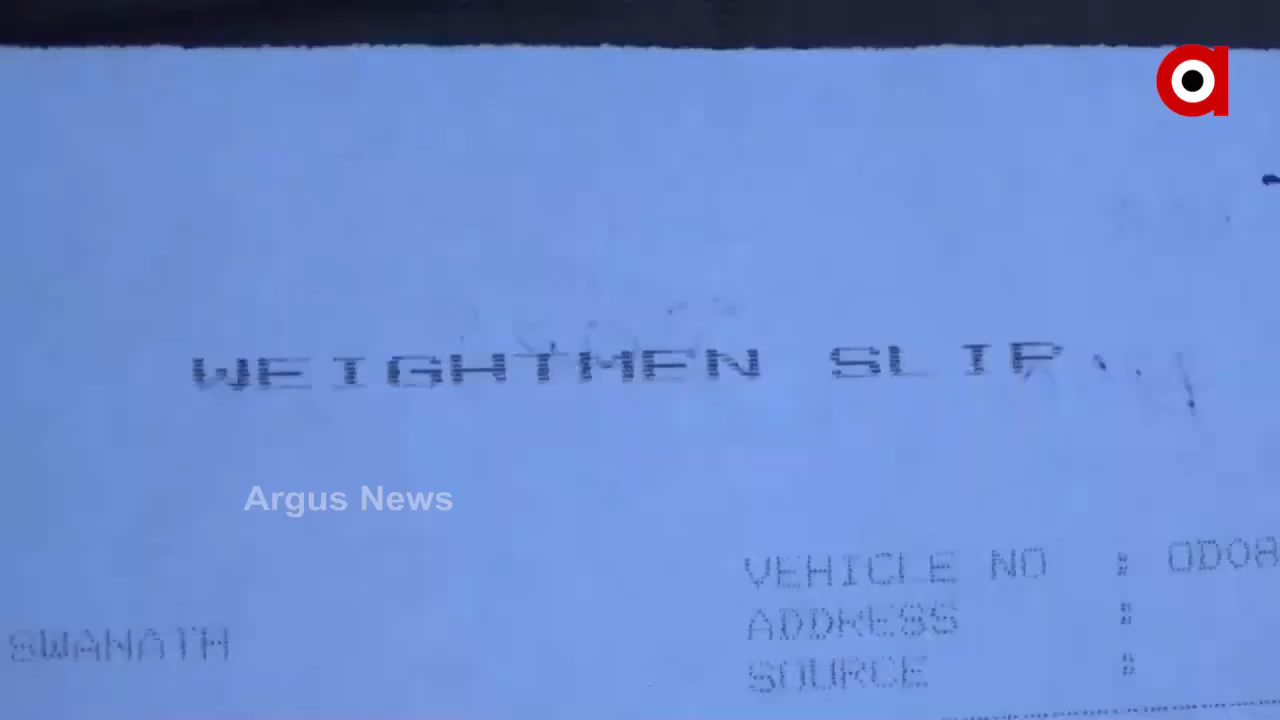 WEIGHTMEN SLIP
Argus News
VEHICLE NO : OD08
SWANATH
ADDRESS :
SOURCE :